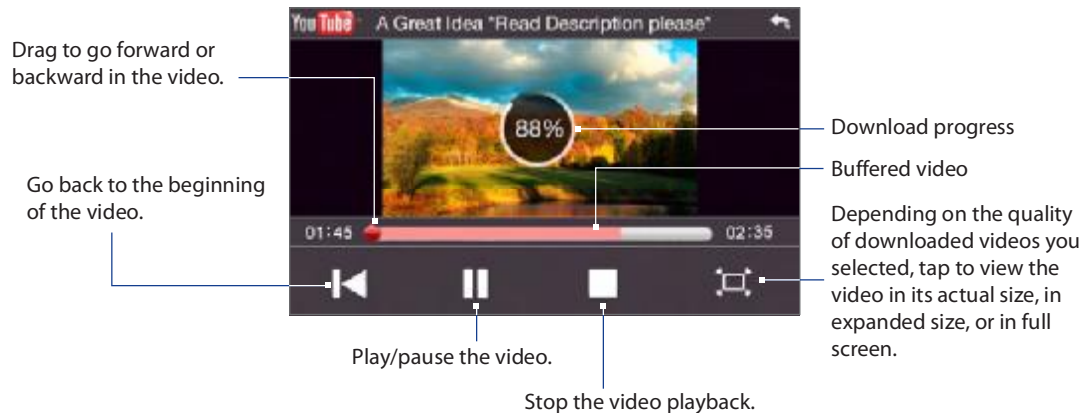 YouTube A Great Idea "Read Description please"
Drag to go forward or
backward in the video.
88%
Download progress
Buffered video
Go back to the beginning
of the video.
Depending on the quality
of downloaded videos you
selected, tap to view the
video in its actual size, in
expanded size, or in full
screen.
01:45
02:35
Play/pause the video.
Stop the video playback.